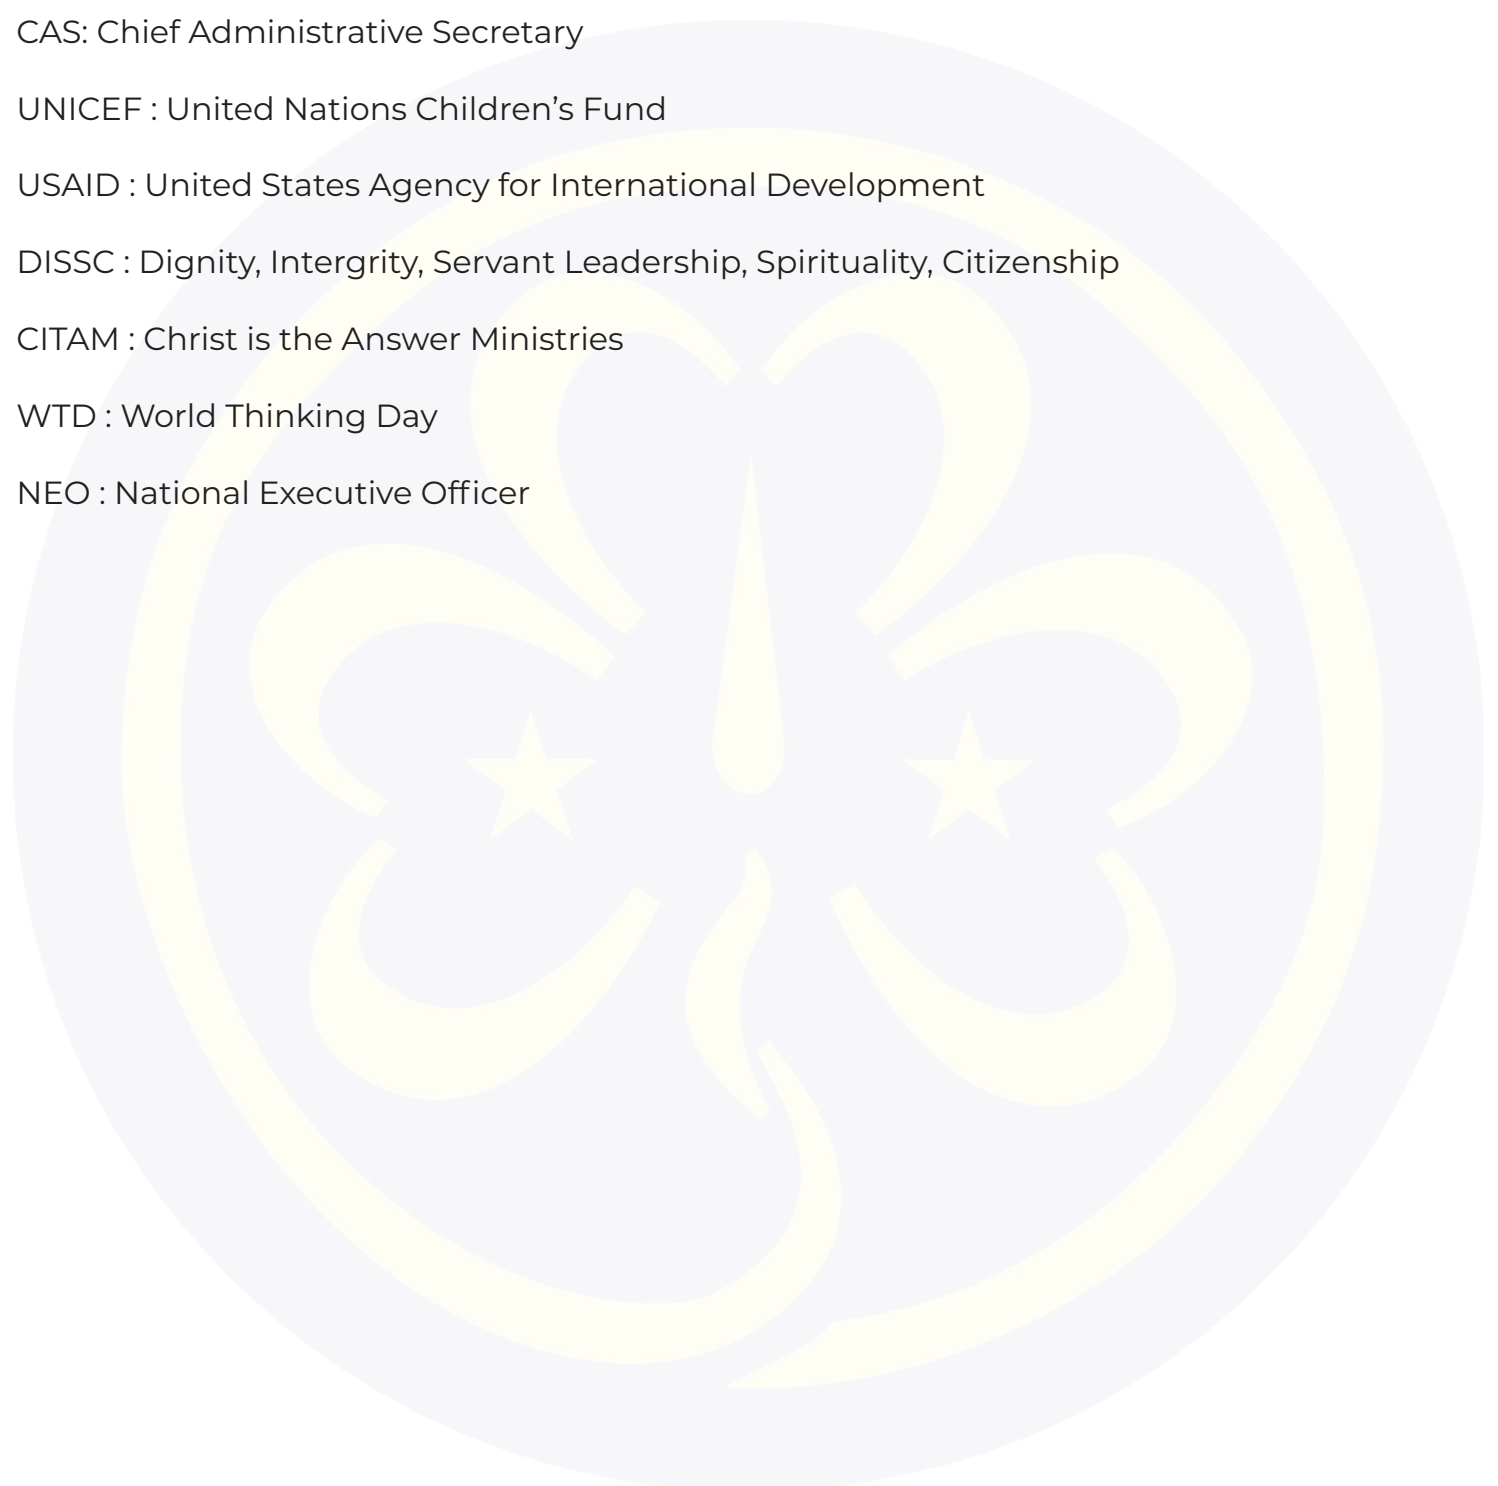 CAS: Chief Administrative Secretary
UNICEF : United Nations Children’s Fund
USAID : United States Agency for International Development
DISSC : Dignity, Intergrity, Servant Leadership, Spirituality, Citizenship
CITAM : Christ is the Answer Ministries
WTD : World Thinking Day
NEO : National Executive Officer